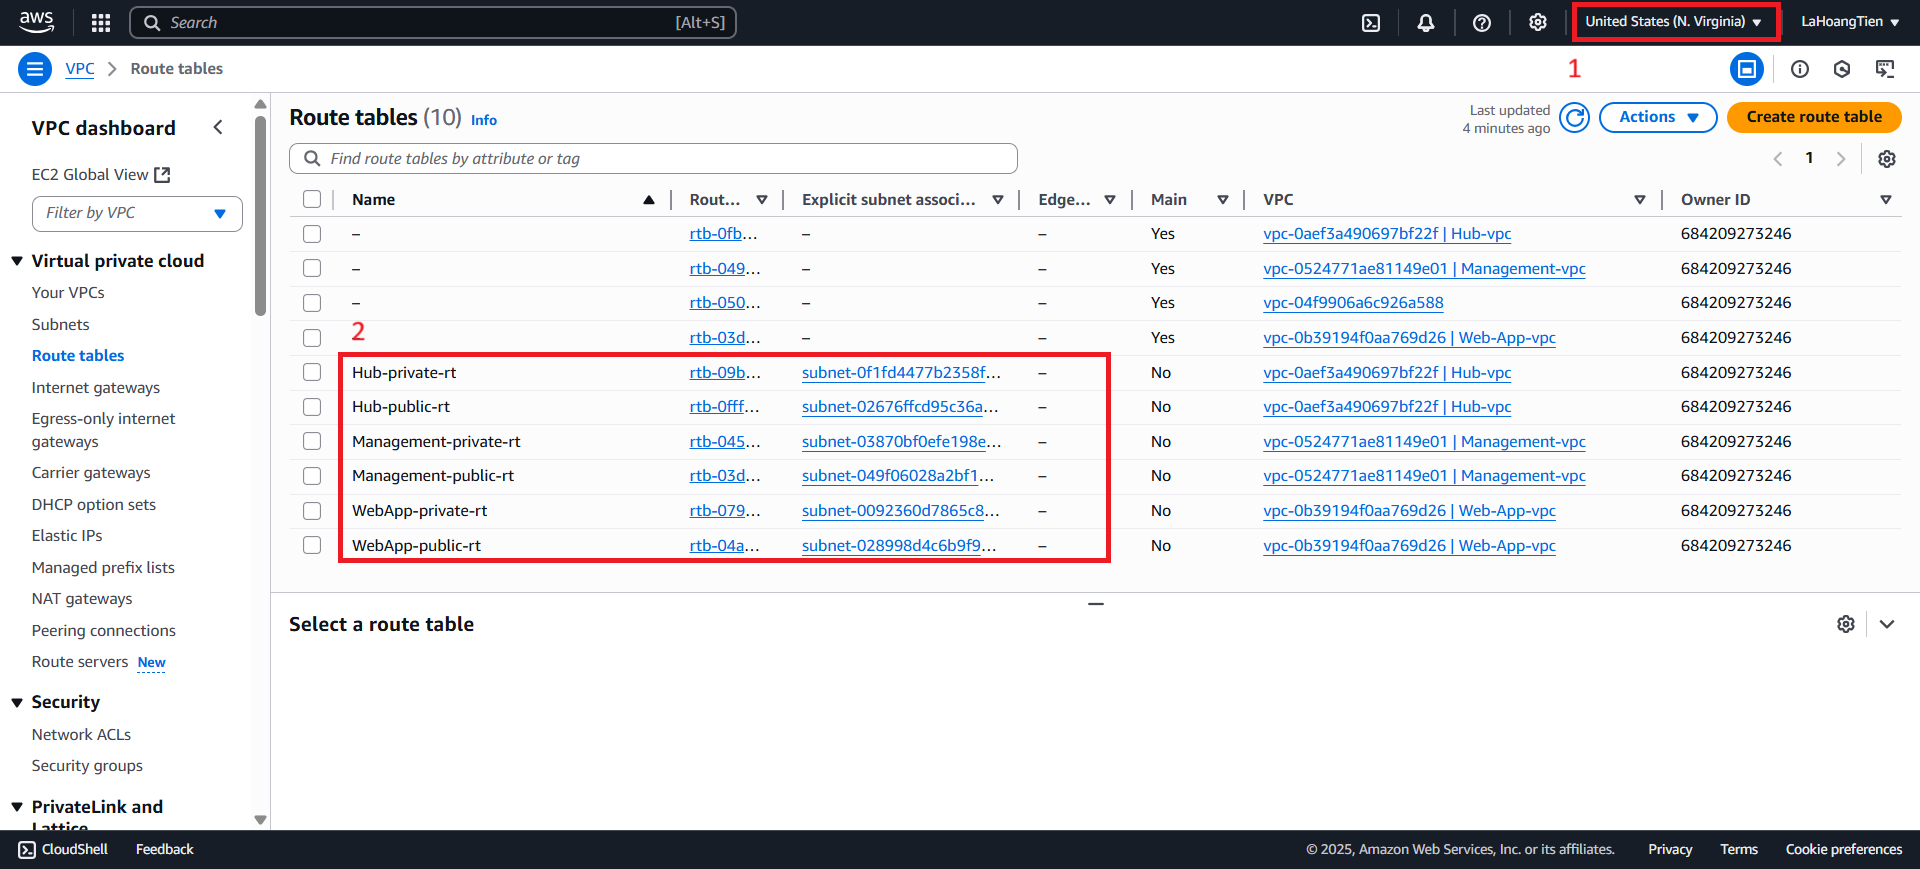 aws
Search [Alt+S]
United States (N. Virginia)
LaHoangTien
VPC Route tables
1
VPC dashboard
EC2 Global View
Filter by VPC
Virtual private cloud
Your VPCs
Subnets
Route tables
Internet gateways
Egress-only internet
gateways
Carrier gateways
DHCP option sets
Elastic IPs
Managed prefix lists
NAT gateways
Peering connections
Route servers New
Security
Network ACLs
Security groups
PrivateLink and
Lattice
Route tables (10) Info
Last updated
4 minutes ago
Actions
Create route table
Find route tables by attribute or tag
1
Name Rout... Explicit subnet associ... Edge... Main VPC Owner ID
– rtb-0fb... – – Yes vpc-0aef3a490697bf22f | Hub-vpc 684209273246
– rtb-049... – – Yes vpc-0524771ae81149e01 | Management-vpc 684209273246
– rtb-050... – – Yes vpc-04f9906a6c926a588 684209273246
2
rtb-03d... – – Yes vpc-0b39194f0aa769d26 | Web-App-vpc 684209273246
Hub-private-rt rtb-09b... subnet-0f1fd4477b2358f... – No vpc-0aef3a490697bf22f | Hub-vpc 684209273246
Hub-public-rt rtb-0fff... subnet-02676ffcd95c36a... – No vpc-0aef3a490697bf22f | Hub-vpc 684209273246
Management-private-rt rtb-045... subnet-03870bf0efe198e... – No vpc-0524771ae81149e01 | Management-vpc 684209273246
Management-public-rt rtb-03d... subnet-049f06028a2bf1... – No vpc-0524771ae81149e01 | Management-vpc 684209273246
WebApp-private-rt rtb-079... subnet-0092360d7865c8... – No vpc-0b39194f0aa769d26 | Web-App-vpc 684209273246
WebApp-public-rt rtb-04a... subnet-028998d4c6b9f9... – No vpc-0b39194f0aa769d26 | Web-App-vpc 684209273246
Select a route table
CloudShell Feedback © 2025, Amazon Web Services, Inc. or its affiliates. Privacy Terms Cookie preferences